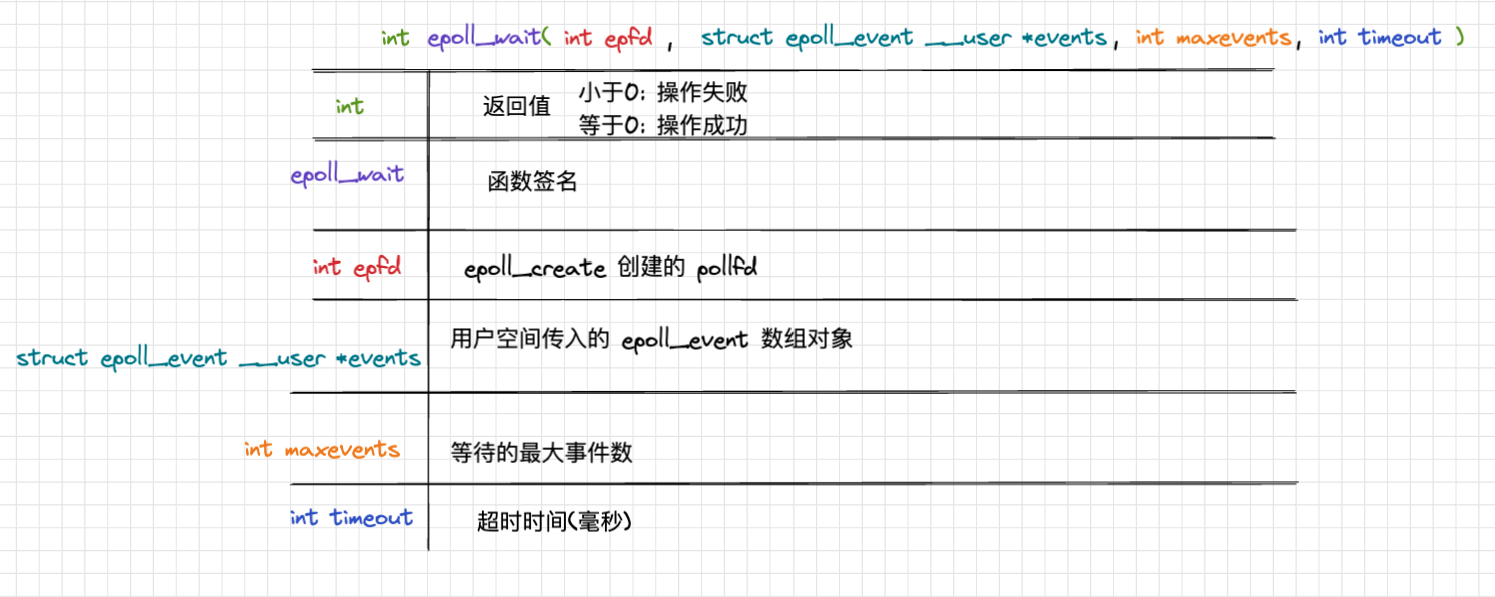 int epoll_wait( int epfd , struct epoll_event __user *events, int maxevents, int timeout )
int
返回值
小于0: 操作失败
等于0: 操作成功
epoll_wait
函数签名
int epfd
epoll_create 创建的 pollfd
struct epoll_event __user *events
用户空间传入的 epoll_event 数组对象
int maxevents
等待的最大事件数
int timeout
超时时间(毫秒)